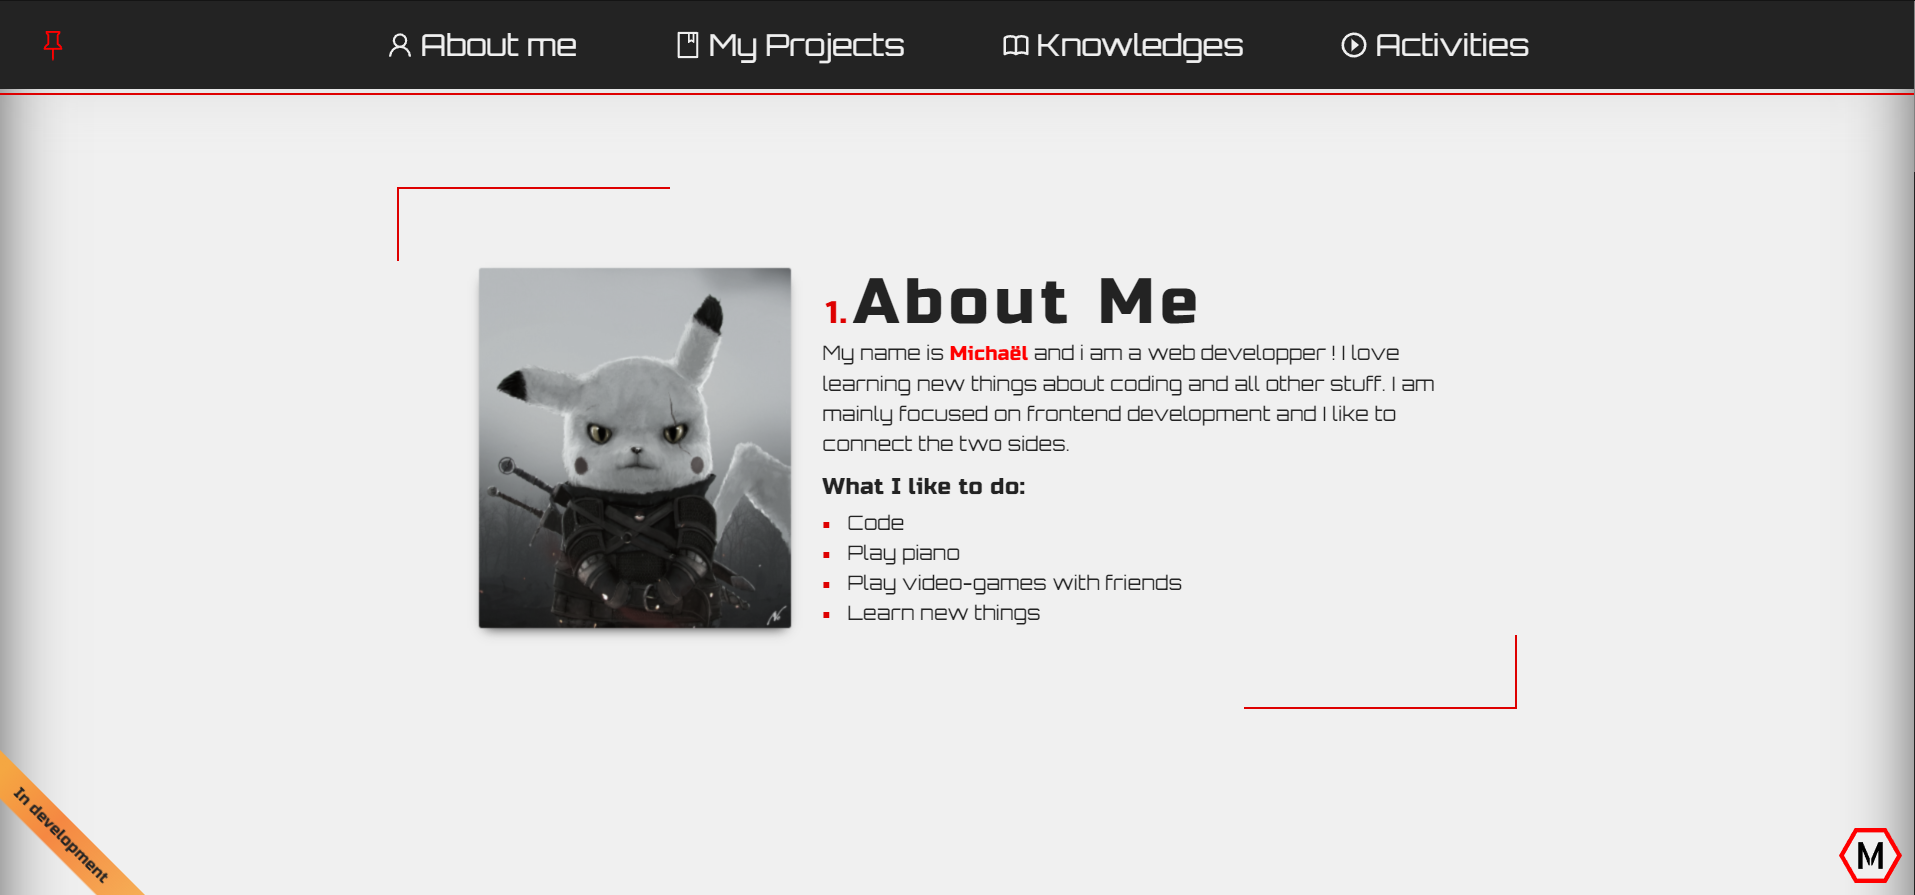 About me
My Projects
Knowledges
Activities
1. About Me
My name is Michaël and i am a web developper ! I love
learning new things about coding and all other stuff. I am
mainly focused on frontend development and I like to
connect the two sides.
What I like to do:
Code
Play piano
Play video-games with friends
Learn new things
In development
M